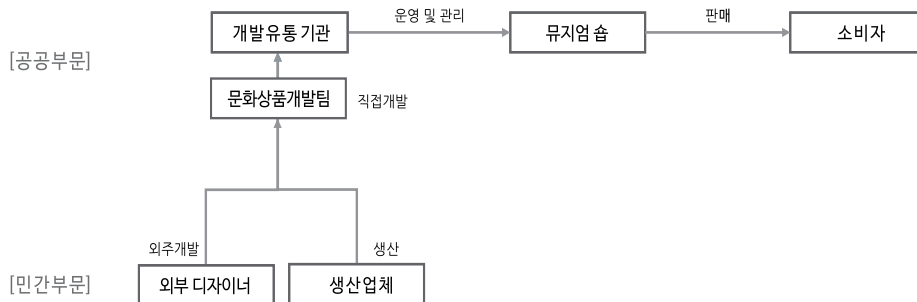 개발유통 기관
운영 및 관리
뮤지엄 숍
판매
소비자
[공공부문]
문화상품개발팀
직접개발
외주개발
생산
[민간부문]
외부 디자이너
생산업체